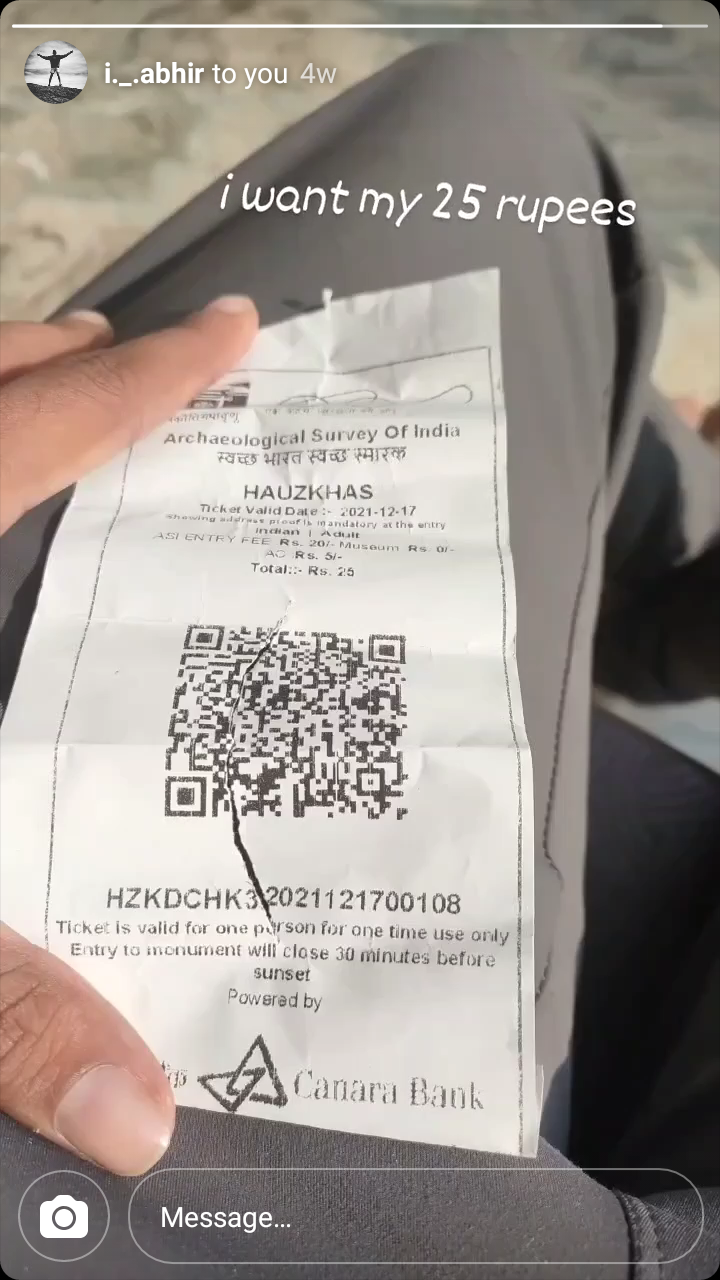 i._.abhir to you 4w
i want my 25 rupees
Archaeological Survey Of India
स्वच्छ भारत स्वच्छ स्मारक
HAUZKHAS
Ticket Valid Date :- 2021-12-17
Showing address proof is mandatory at the entry
Indian | Adult
ASI ENTRY FEE Rs. 20/- Museum Rs. 0/-
AC Rs. 5/-
Total::- Rs. 25
HZKDCHK32021121700108
Ticket is valid for one person for one time use only
Entry to monument will close 30 minutes before
sunset
Powered by
Canara Bank
Message...